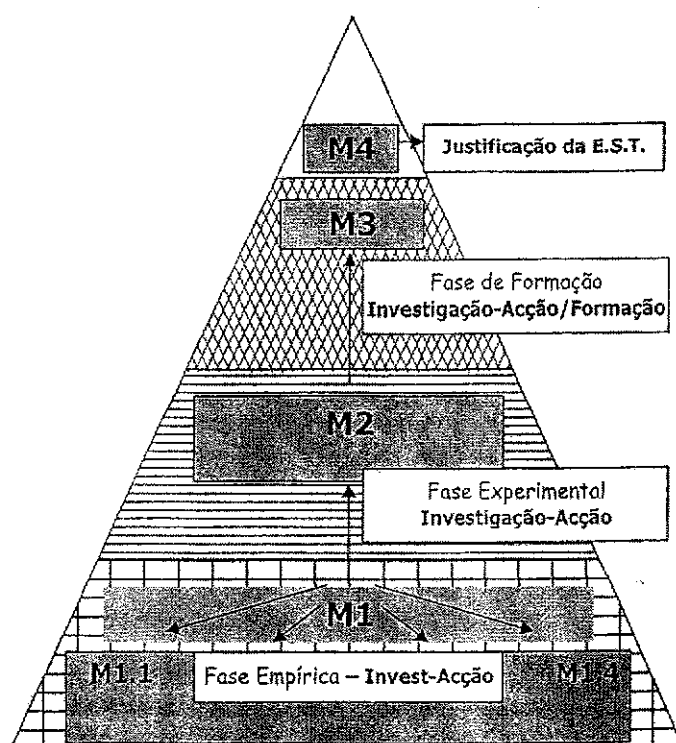 M4
Justificação da E.S.T.
M3
Fase de Formação
Investigação-Acção/Formação
M2
Fase Experimental
Investigação-Acção
M1
M1.1
Fase Empírica – Invest-Acção
M1.4